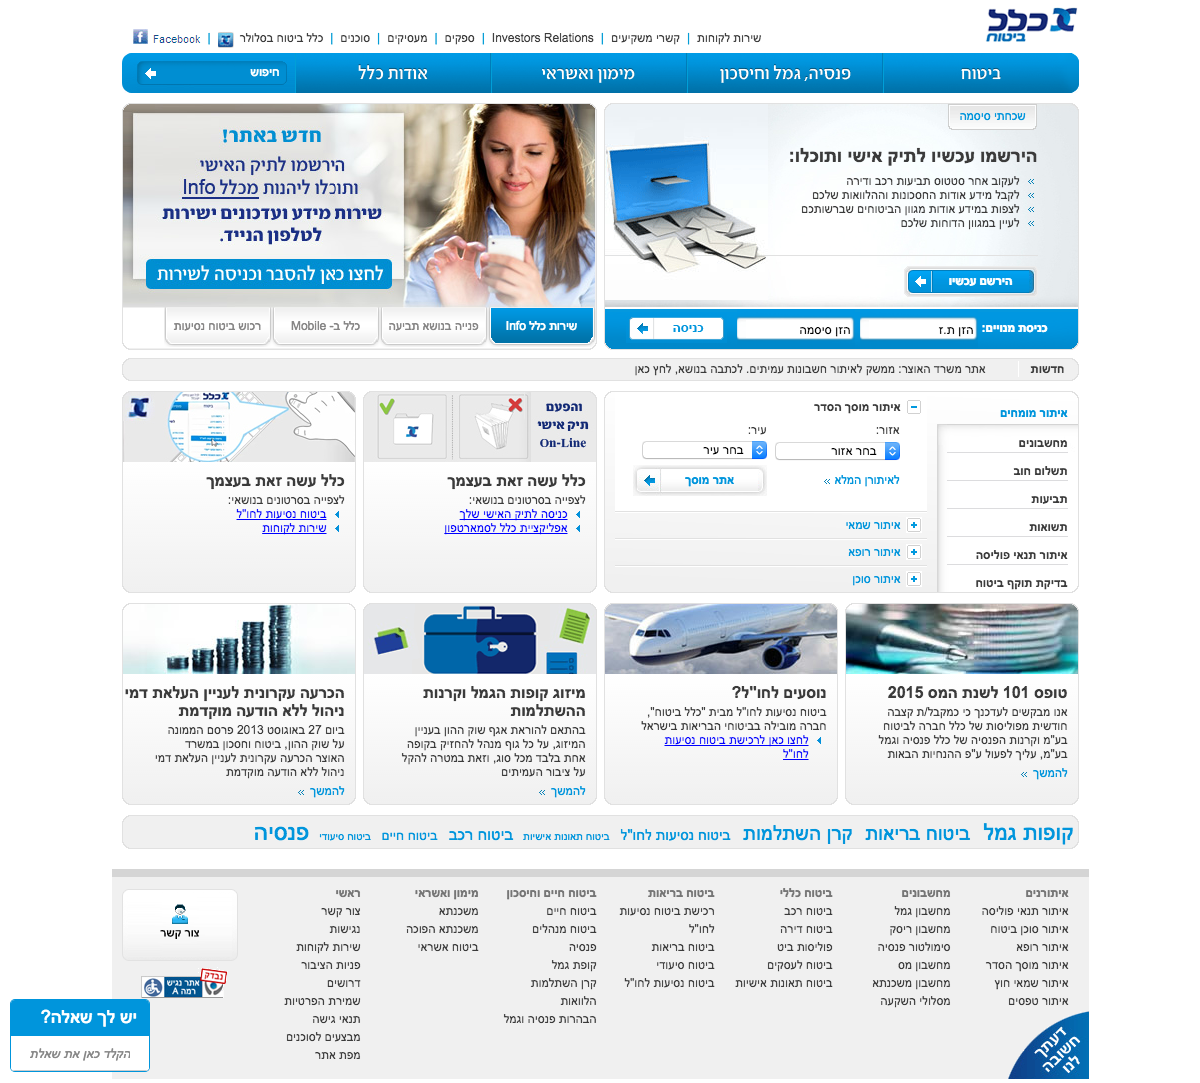 כלל
ביטוח
שירות לקוחות | קשרי משקיעים | Investors Relations | ספקים | מעסיקים | סוכנים | כלל ביטוח בסלולר | Facebook
ביטוח
פנסיה, גמל וחיסכון
מימון ואשראי
אודות כלל
חיפוש
שכחתי סיסמה
הירשמו עכשיו לתיק אישי ותוכלו:
לעקוב אחר סטטוס תביעות רכב ודירה
לקבל מידע אודות החסכונות וההלוואות שלכם
לצפות במידע אודות מגוון הביטוחים שברשותכם
לעיין במגוון הדוחות שלכם
הירשם עכשיו
כניסת מנויים:
הזן ת.ז
הזן סיסמה
כניסה
חדש באתר!
הירשמו לתיק האישי
ותוכלו ליהנות מכלל Info
שירות מידע ועדכונים ישירות
לטלפון הנייד.
לחצו כאן להסבר וכניסה לשירות
שירות כלל Info
פנייה בנושא תביעה
כלל ב- Mobile
רכוש ביטוח נסיעות
חדשות
אתר משרד האוצר: ממשק לאיתור חשבונות עמיתים. לכתבה בנושא, לחץ כאן
איתור מומחים
מחשבונים
תשלום חוב
תביעות
תשואות
איתור תנאי פוליסה
בדיקת תוקף ביטוח
איתור מוסך הסדר
אזור:
עיר:
בחר אזור
בחר עיר
לאיתורן המלא »
אתר מוסך
איתור שמאי
איתור רופא
איתור סוכן
והפעם
תיק אישי
On-Line
כלל עשה זאת בעצמך
לצפייה בסרטונים בנושאי:
כניסה לתיק האישי שלך
אפליקציית כלל לסמארטפון
כלל
כלל עשה זאת בעצמך
לצפייה בסרטונים בנושאי:
ביטוח נסיעות לחו"ל
שירות לקוחות
טופס 101 לשנת המס 2015
אנו מבקשים לעדכנך כי כמקבל/ת קצבה
חודשית מפוליסות של כלל חברה לביטוח
בע"מ וקרנות הפנסיה של כלל פנסיה וגמל
בע"מ, עליך לפעול ע"פ ההנחיות הבאות
להמשך »
נוסעים לחו"ל?
ביטוח נסיעות לחו"ל מבית "כלל ביטוח",
חברה מובילה בביטוחי הבריאות בישראל
לחצו כאן לרכישת ביטוח נסיעות
לחו"ל
מיזוג קופות הגמל וקרנות
ההשתלמות
בהתאם להוראת אגף שוק ההון בעניין
המיזוג, על כל גוף מנהל להחזיק בקופה
אחת בלבד מכל סוג, וזאת במטרה להקל
על ציבור העמיתים
להמשך »
הכרעה עקרונית לעניין העלאת דמי
ניהול ללא הודעה מוקדמת
ביום 27 באוגוסט 2013 פרסם הממונה
על שוק ההון, ביטוח וחסכון במשרד
האוצר הכרעה עקרונית לעניין העלאת דמי
ניהול ללא הודעה מוקדמת
להמשך »
קופות גמל ביטוח בריאות קרן השתלמות ביטוח נסיעות לחו"ל ביטוח תאונות אישיות ביטוח רכב ביטוח חיים ביטוח סיעודי פנסיה
איתורנים
איתור תנאי פוליסה
איתור סוכן ביטוח
איתור רופא
איתור מוסך הסדר
איתור שמאי חוץ
איתור טפסים
מחשבונים
מחשבון גמל
מחשבון ריסק
סימולטור פנסיה
מחשבון מס
מחשבון משכנתא
מסלולי השקעה
ביטוח כללי
ביטוח רכב
ביטוח דירה
פוליסות ביט
ביטוח לעסקים
ביטוח תאונות אישיות
ביטוח בריאות
רכישת ביטוח נסיעות
לחו"ל
ביטוח בריאות
ביטוח סיעודי
ביטוח נסיעות לחו"ל
ביטוח חיים וחיסכון
ביטוח חיים
ביטוח מנהלים
פנסיה
קופת גמל
קרן השתלמות
הלוואות
הבהרות פנסיה וגמל
מימון ואשראי
משכנתא
משכנתא הפוכה
ביטוח אשראי
ראשי
צור קשר
נגישות
שירות לקוחות
פניות הציבור
דרושים
שמירת הפרטיות
תנאי גישה
מבצעים לסוכנים
מפת אתר
צור קשר
נבדק
אתר נגיש
רמה A
יש לך שאלה?
הקלד כאן את שאלת
דעתך
חשובה
לנו